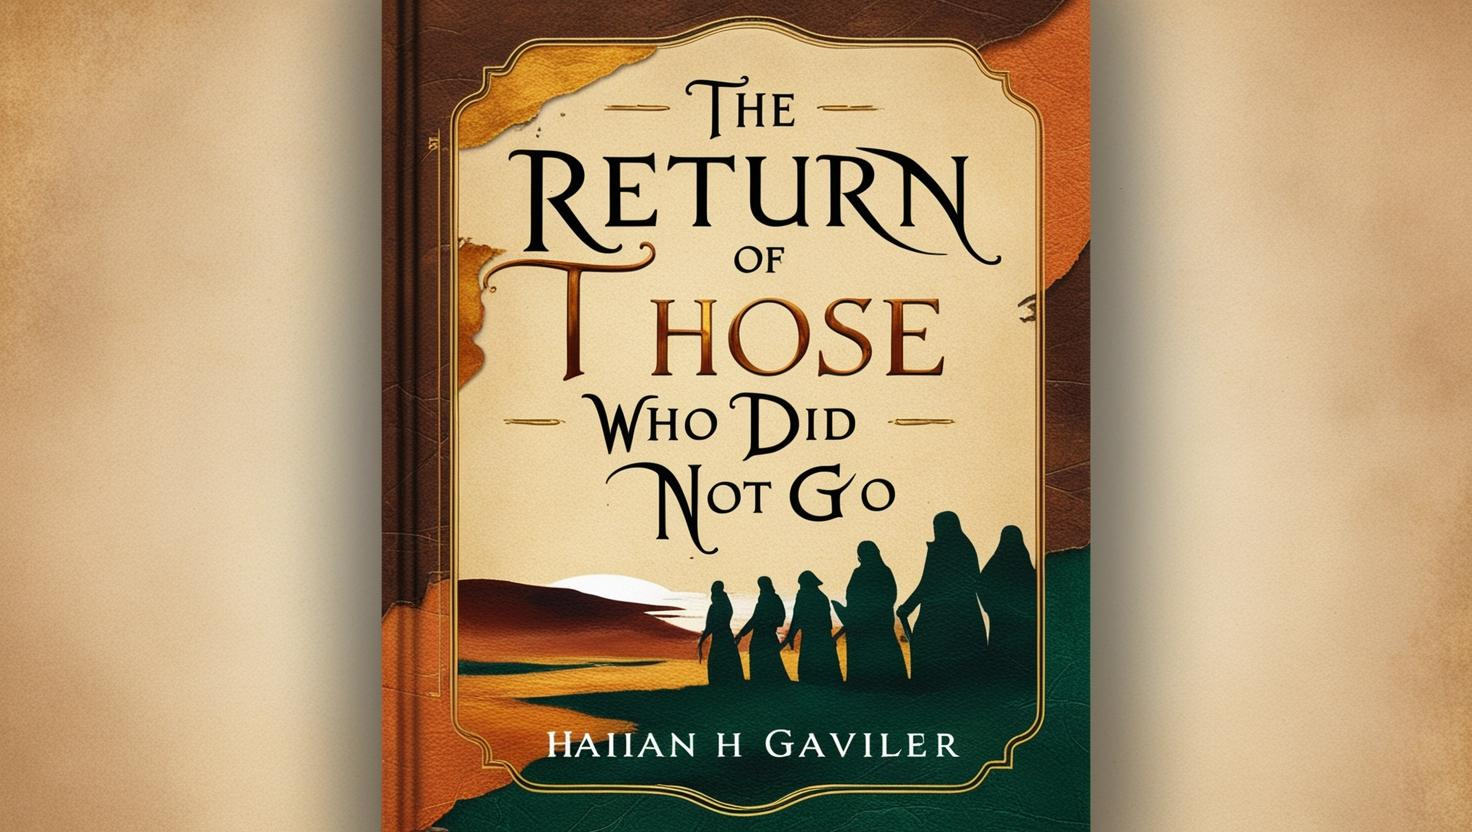 The
Return
of
Those
Who Did
Not Go
Haiian H Gaviler